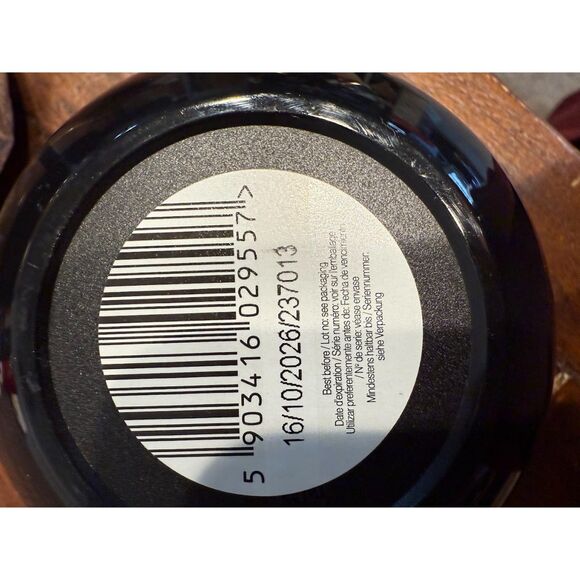 5 903416 029557 >
16/10/2026/237013
Best before / Lot no: see packaging
Date d'expiration / Série numéro: voir sur l'emballage
Utilizar preferentemente antes de: Fecha de vencimiento
/ Nº de serie: véase envase
Mindestens haltbar bis / Seriennummer:
siehe Verpackung